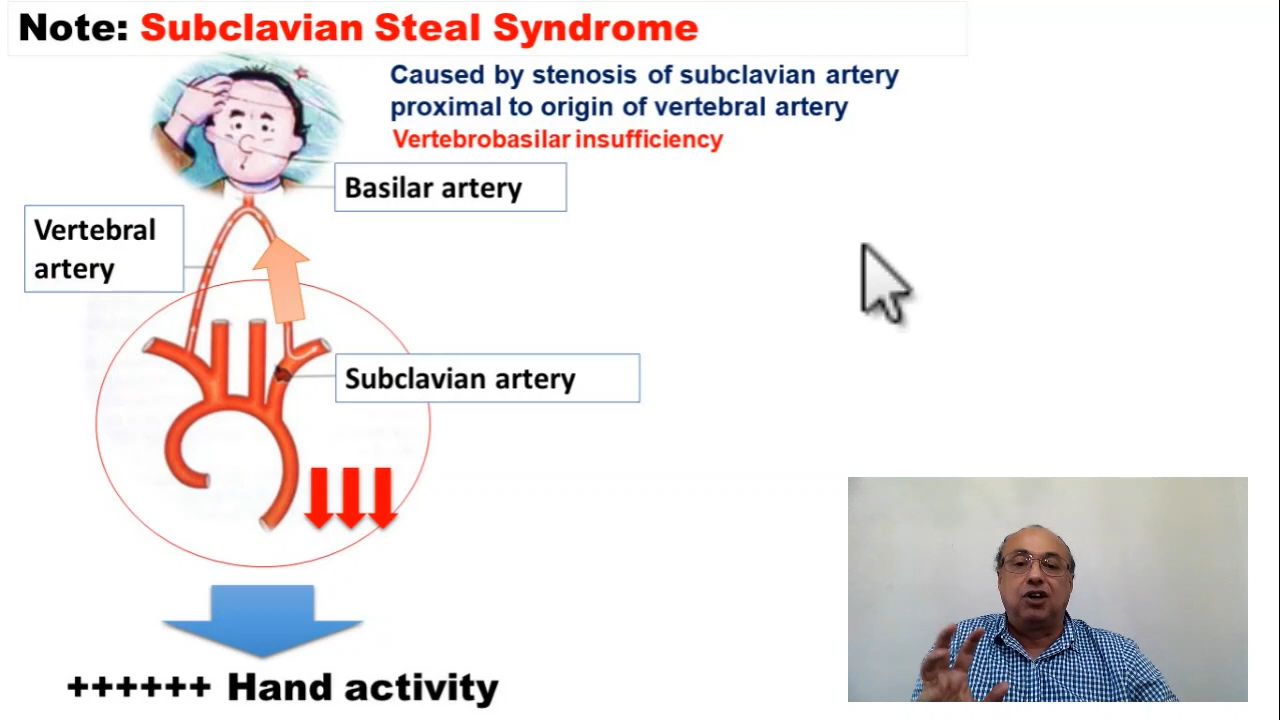 Note: Subclavian Steal Syndrome
Caused by stenosis of subclavian artery
proximal to origin of vertebral artery
Vertebrobasilar insufficiency
Basilar artery
Vertebral
artery
Subclavian artery
++++++ Hand activity